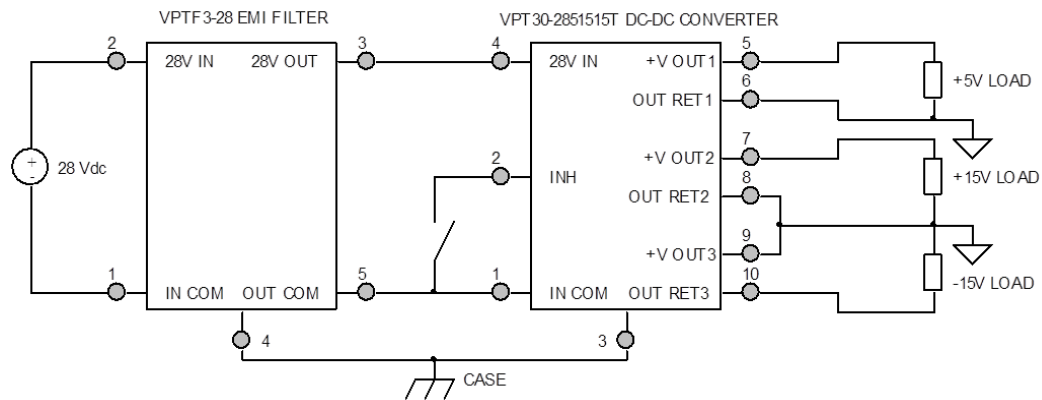 VPTF3-28 EMI FILTER
VPT30-2851515T DC-DC CONVERTER
2
3
4
5
28V IN
28V OUT
28V IN
+V OUT1
6
+5V LOAD
OUT RET1
7
+
-
28 Vdc
2
+V OUT2
8
INH
+15V LOAD
OUT RET2
9
+V OUT3
1
5
1
10
IN COM
OUT COM
IN COM
OUT RET3
-15V LOAD
4
3
CASE